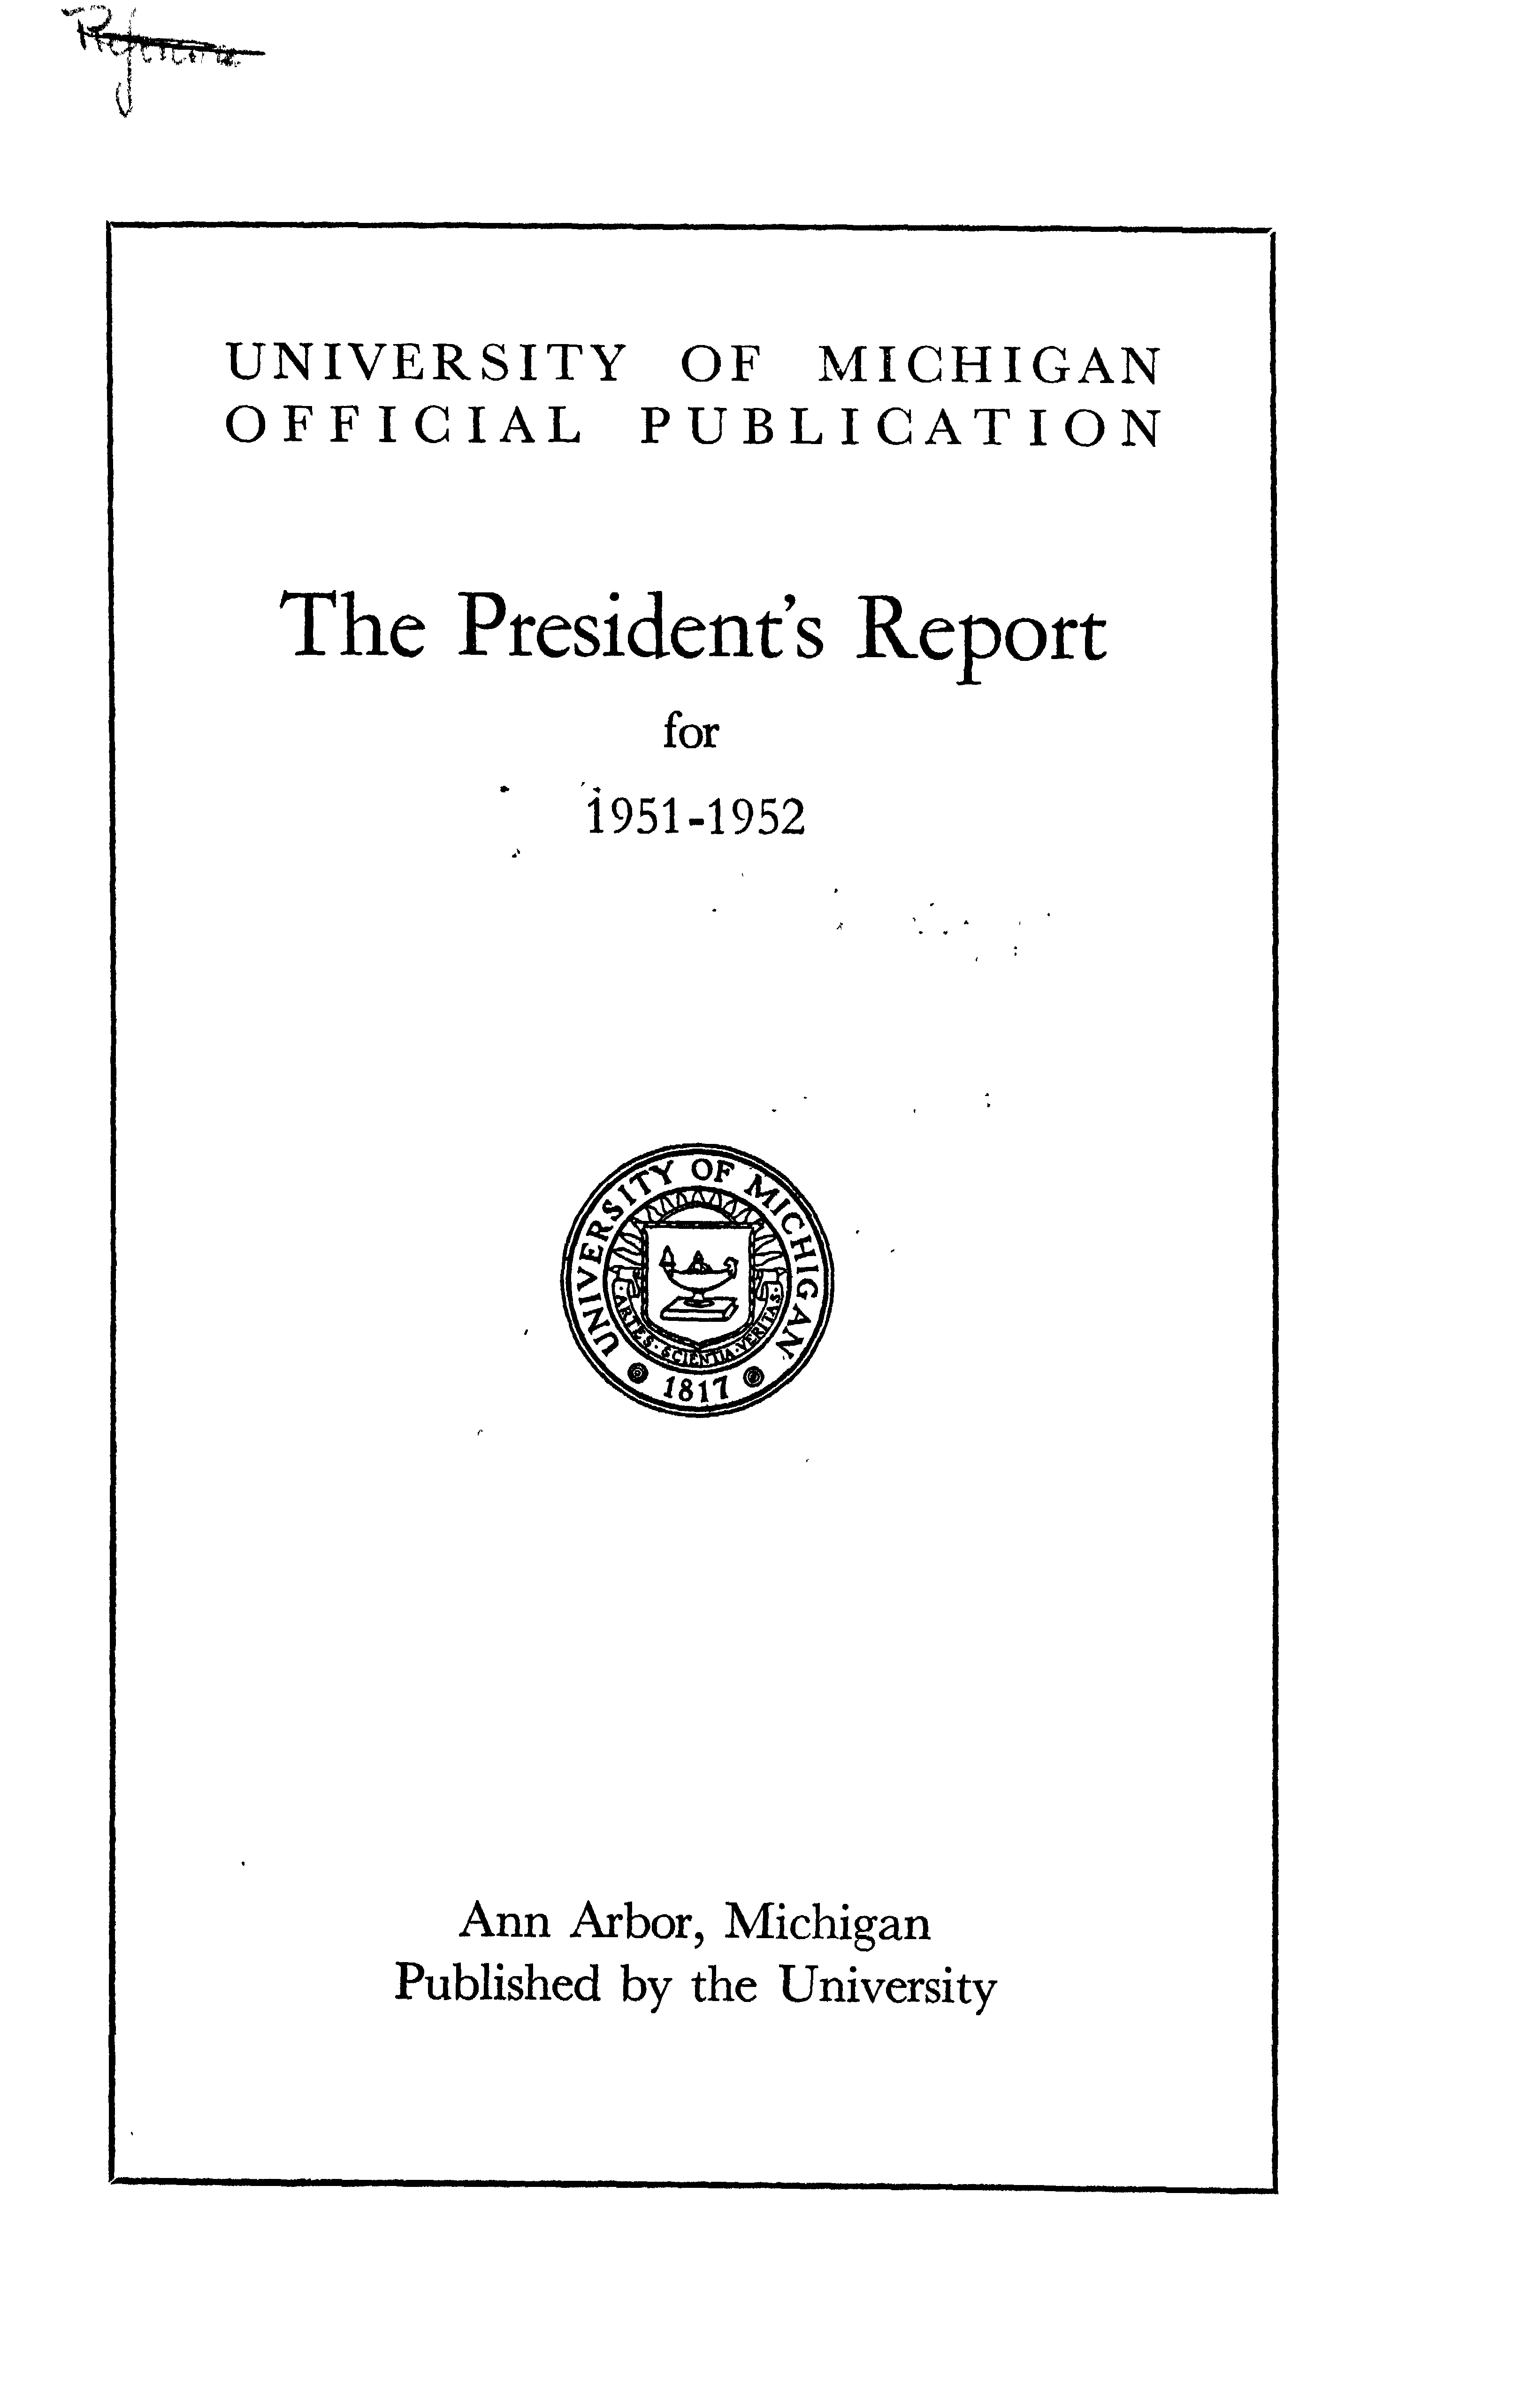 Reference
UNIVERSITY OF MICHIGAN
OFFICIAL PUBLICATION
The President's Report
for
1951-1952
UNIVERSITY OF MICHIGAN
ARTES · SCIENTIA · VERITAS
1817
Ann Arbor, Michigan
Published by the University